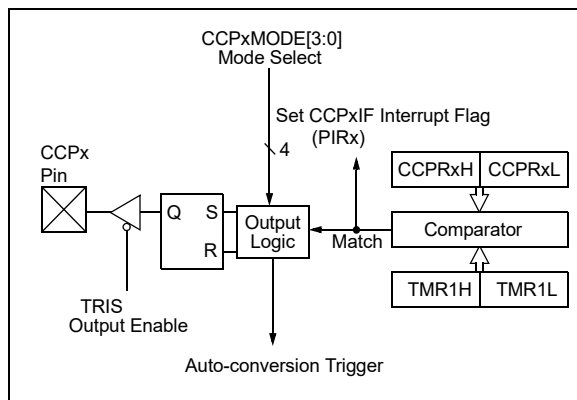 CCPxMODE[3:0]
Mode Select
Set CCPxIF Interrupt Flag
(PIRx)
4
CCPx
Pin
CCPRxH CCPRxL
Q S
R
Output
Logic
Match
Comparator
TMR1H TMR1L
TRIS
Output Enable
Auto-conversion Trigger